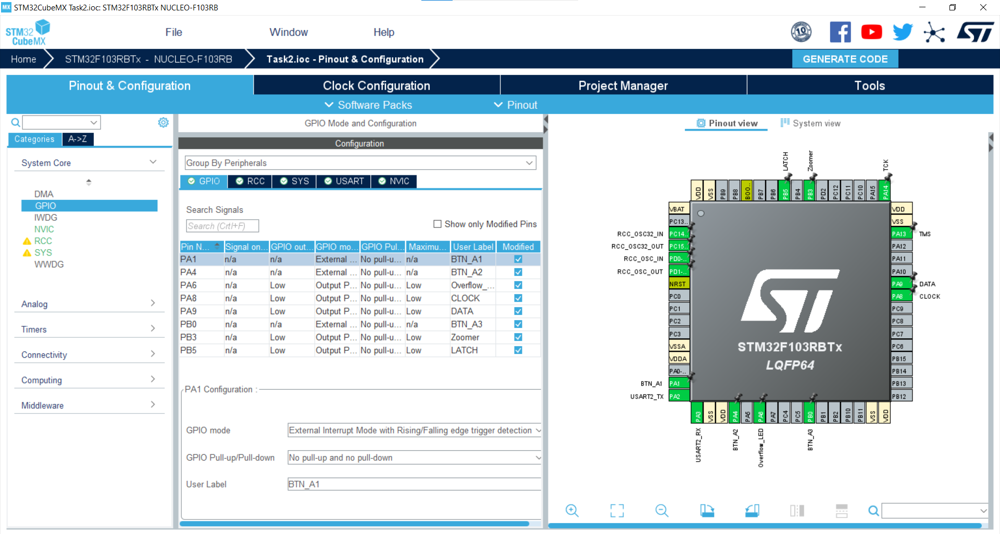 MX STM32CubeMX Task2.ioc: STM32F103RBTx NUCLEO-F103RB
STM32
CubeMX
File
Window
Help
10
Home
STM32F103RBTx - NUCLEO-F103RB
Task2.ioc - Pinout & Configuration
GENERATE CODE
Pinout & Configuration
Clock Configuration
Project Manager
Tools
Software Packs
Pinout
Categories
A->Z
System Core
DMA
GPIO
IWDG
NVIC
RCC
SYS
WWDG
Analog
Timers
Connectivity
Computing
Middleware
GPIO Mode and Configuration
Configuration
Group By Peripherals
GPIO
RCC
SYS
USART
NVIC
Search Signals
Search (Crtl+F)
Show only Modified Pins
Pin N... Signal on... GPIO out... GPIO mo... GPIO Pul... Maximu... User Label Modified
PA1 n/a n/a External ... No pull-u... n/a BTN_A1
PA4 n/a n/a External ... No pull-u... n/a BTN_A2
PA6 n/a Low Output P... No pull-u... Low Overflow_...
PA8 n/a Low Output P... No pull-u... Low CLOCK
PA9 n/a Low Output P... No pull-u... Low DATA
PB0 n/a n/a External ... No pull-u... n/a BTN_A3
PB3 n/a Low Output P... No pull-u... Low Zoomer
PB5 n/a Low Output P... No pull-u... Low LATCH
PA1 Configuration :
GPIO mode
External Interrupt Mode with Rising/Falling edge trigger detection
GPIO Pull-up/Pull-down
No pull-up and no pull-down
User Label
BTN_A1
Pinout view
System view
LATCH
Zoomer
TCK
VDD
VSS
PB9
PB8
BOO..
PB7
PB6
PB5
PB4
PB3
PD2
PC12
PC11
PC10
PA15
PA14
VBAT
PC13..
RCC_OSC32_IN PC14..
RCC_OSC32_OUT PC15..
RCC_OSC_IN PD0-..
RCC_OSC_OUT PD1-..
NRST
PC0
PC1
PC2
PC3
VSSA
VDDA
PA0-..
BTN_A1 PA1
USART2_TX PA2
VDD
VSS
PA13 TMS
PA12
PA11
PA10
PA9 DATA
PA8 CLOCK
PC9
PC8
PC7
PC6
PB15
PB14
PB13
PB12
ST
STM32F103RBTx
LQFP64
PA3
VSS
VDD
PA4
PA5
PA6
PA7
PC4
PC5
PB0
PB1
PB2
PB10
PB11
VSS
VDD
USART2_RX
BTN_A2
Overflow_LED
BTN_A3